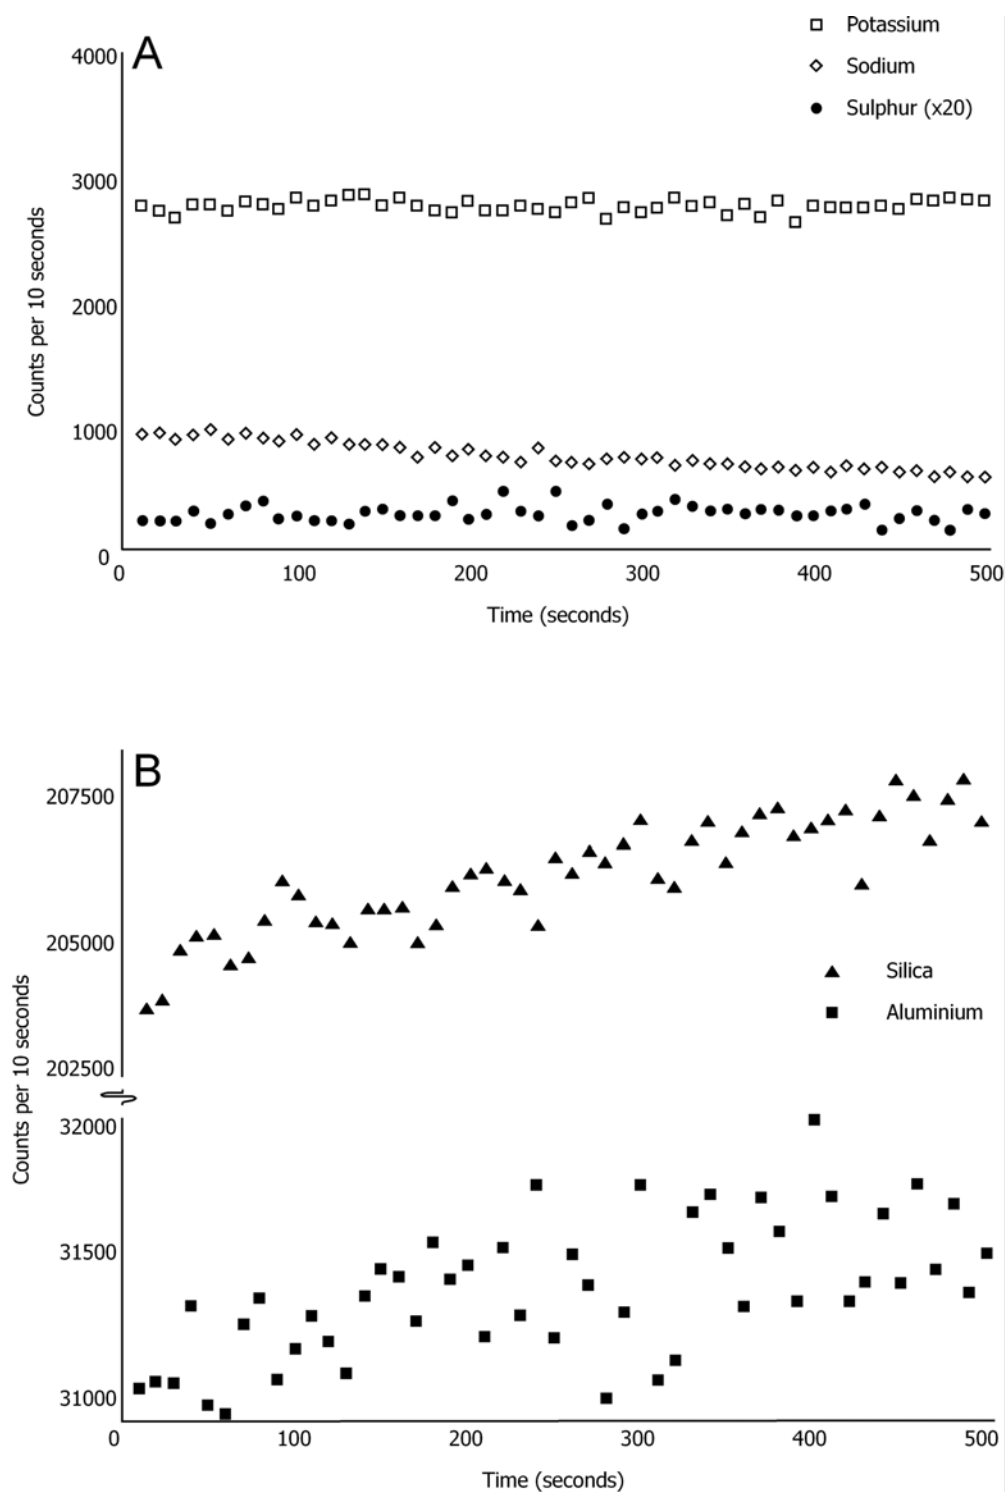 A
Potassium
Sodium
Sulphur (x20)
4000
3000
2000
1000
0
Counts per 10 seconds
0 100 200 300 400 500
Time (seconds)
B
207500
205000
202500
Silica
Aluminium
Counts per 10 seconds
32000
31500
31000
0 100 200 300 400 500
Time (seconds)